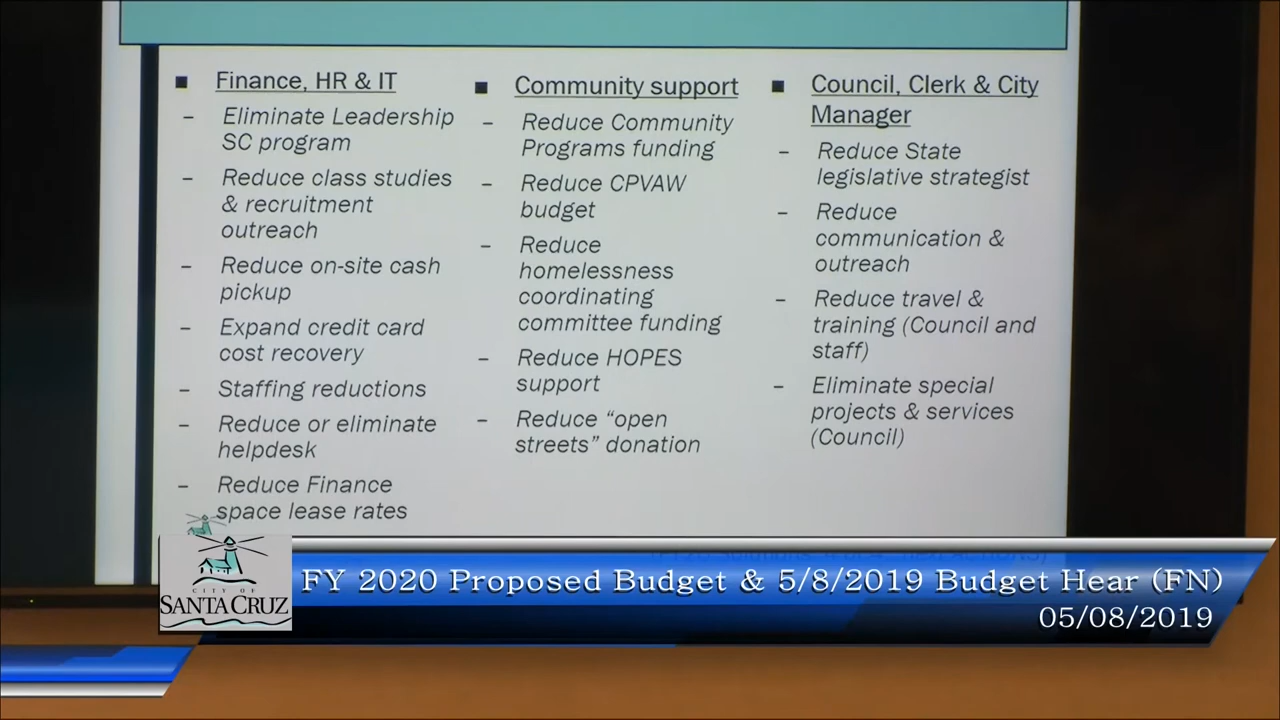 ■ Finance, HR & IT
– Eliminate Leadership
SC program
– Reduce class studies
& recruitment
outreach
– Reduce on-site cash
pickup
– Expand credit card
cost recovery
– Staffing reductions
– Reduce or eliminate
helpdesk
– Reduce Finance
space lease rates
■ Community support
– Reduce Community
Programs funding
– Reduce CPVAW
budget
– Reduce
homelessness
coordinating
committee funding
– Reduce HOPES
support
– Reduce “open
streets” donation
■ Council, Clerk & City
Manager
– Reduce State
legislative strategist
– Reduce
communication &
outreach
– Reduce travel &
training (Council and
staff)
– Eliminate special
projects & services
(Council)
CITY OF
SANTA CRUZ
FY 2020 Proposed Budget & 5/8/2019 Budget Hear (FN)
05/08/2019